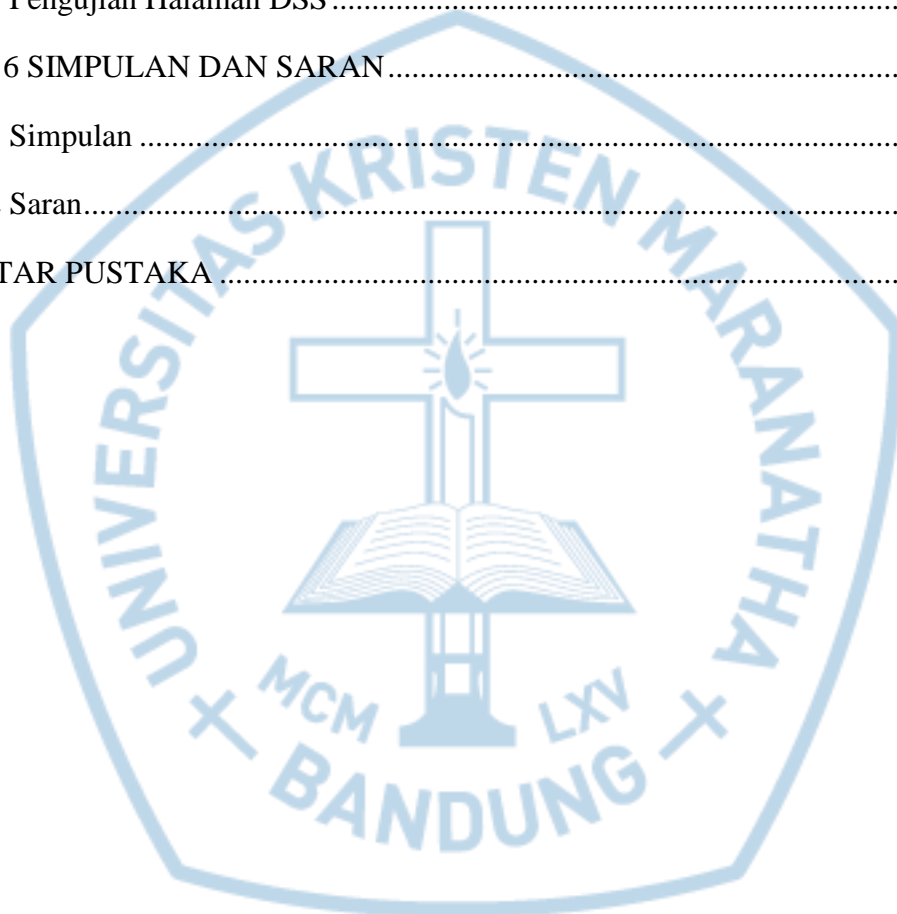 Pengujian Halaman DSS....................................................................
6 SIMPULAN DAN SARAN..............................................................
Simpulan ...........................................................................................
Saran..................................................................................................
TAR PUSTAKA ................................................................................
UNIVERSITAS KRISTEN MARANATHA
MCM LXV
BANDUNG